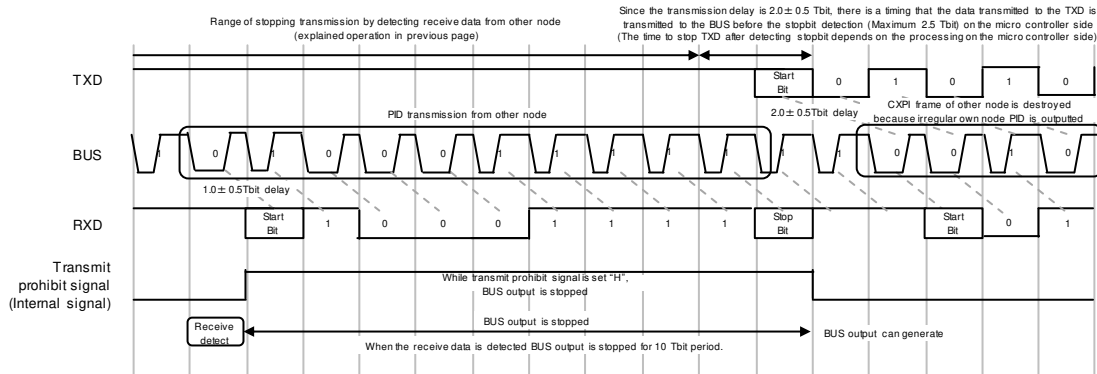 Range of stopping transmission by detecting receive data from other node
(explained operation in previous page)
Since the transmission delay is 2.0± 0.5 Tbit, there is a timing that the data transmitted to the TXD is
transmitted to the BUS before the stopbit detection (Maximum 2.5 Tbit) on the micro controller side
(The time to stop TXD after detecting stopbit depends on the processing on the micro controller side)
TXD
Start
Bit
0 1 0 1 0
PID transmission from other node
2.0± 0.5Tbit delay
CXPI frame of other node is destroyed
because irregular own node PID is outputted
BUS
1 0 1 0 0 0 1 1 1 1 1 1 1 0 0 1 0
1.0± 0.5Tbit delay
RXD
Start
Bit
1 0 0 0 1 1 1 1
Stop
Bit
Start
Bit
0 1
Transmit
prohibit signal
(Internal signal)
While transmit prohibit signal is set "H",
BUS output is stopped
Receive
detect
BUS output is stopped
BUS output can generate
When the receive data is detected BUS output is stopped for 10 Tbit period.